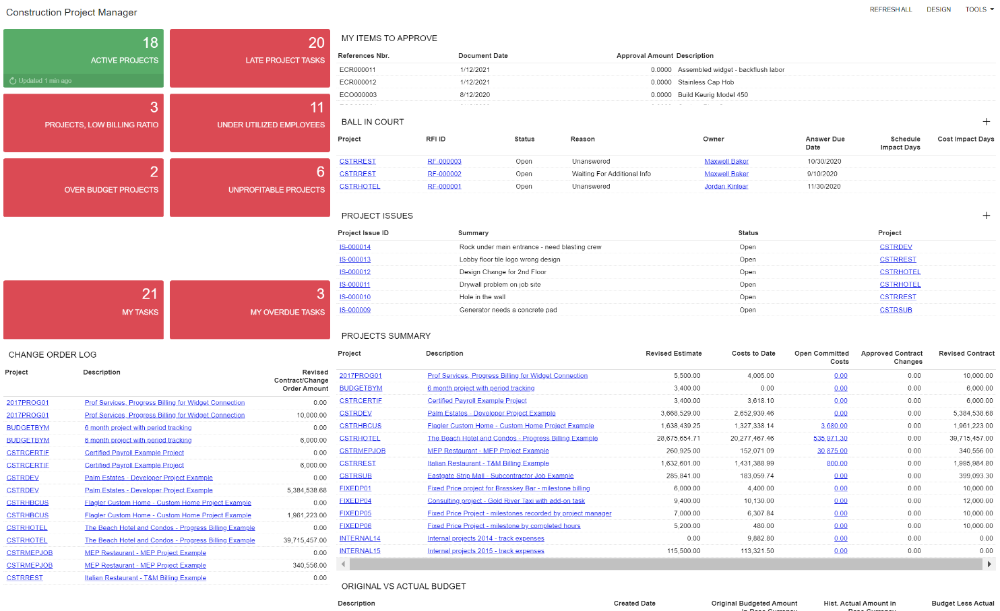 Construction Project Manager
REFRESH ALL DESIGN TOOLS
18
ACTIVE PROJECTS
Updated 1 min ago
20
LATE PROJECT TASKS
3
PROJECTS, LOW BILLING RATIO
11
UNDER UTILIZED EMPLOYEES
2
OVER BUDGET PROJECTS
6
UNPROFITABLE PROJECTS
21
MY TASKS
3
MY OVERDUE TASKS
CHANGE ORDER LOG
Project Description Revised
Contract/Change
Order Amount
2017PROG01 Prof Services, Progress Billing for Widget Connection 0.00
2017PROG01 Prof Services, Progress Billing for Widget Connection 10,000.00
BUDGETBYM 6 month project with period tracking 0.00
BUDGETBYM 6 month project with period tracking 6,000.00
CSTRCERTIF Certified Payroll Example Project 0.00
CSTRCERTIF Certified Payroll Example Project 6,000.00
CSTRDEV Palm Estates - Developer Project Example 0.00
CSTRDEV Palm Estates - Developer Project Example 5,384,538.68
CSTRHBCUS Flagler Custom Home - Custom Home Project Example 0.00
CSTRHBCUS Flagler Custom Home - Custom Home Project Example 1,961,223.00
CSTRHOTEL The Beach Hotel and Condos - Progress Billing Example 0.00
CSTRHOTEL The Beach Hotel and Condos - Progress Billing Example 39,715,457.00
CSTRMEPJOB MEP Restaurant - MEP Project Example 0.00
CSTRMEPJOB MEP Restaurant - MEP Project Example 340,556.00
CSTRREST Italian Restaurant - T&M Billing Example 0.00
MY ITEMS TO APPROVE
References Nbr. Document Date Approval Amount Description
ECR000011 1/12/2021 0.0000 Assembled widget - backflush labor
ECR000012 1/12/2021 0.0000 Stainless Cap Hob
ECO000003 8/12/2020 0.0000 Build Keurig Model 450
BALL IN COURT
Project RFI ID Status Reason Owner Answer Due Schedule Cost Impact Days
Date Impact Days
CSTRREST RF-000003 Open Unanswered Maxwell Baker 10/30/2020
CSTRREST RF-000002 Open Waiting For Additional Info Maxwell Baker 9/10/2020
CSTRHOTEL RF-000001 Open Unanswered Jordan Kinlear 11/30/2020
PROJECT ISSUES
Project Issue ID Summary Status Project
IS-000014 Rock under main entrance - need blasting crew Open CSTRDEV
IS-000013 Lobby floor tile logo wrong design Open CSTRREST
IS-000012 Design Change for 2nd Floor Open CSTRHOTEL
IS-000011 Drywall problem on job site Open CSTRHOTEL
IS-000010 Hole in the wall Open CSTRREST
IS-000009 Generator needs a concrete pad Open CSTRSUB
PROJECTS SUMMARY
Project Description Revised Estimate Costs to Date Open Committed Approved Contract Revised Contract
Costs Changes
2017PROG01 Prof Services, Progress Billing for Widget Connection 5,500.00 4,005.00 0.00 0.00 10,000.00
BUDGETBYM 6 month project with period tracking 3,400.00 0.00 0.00 0.00 6,000.00
CSTRCERTIF Certified Payroll Example Project 3,400.00 3,618.10 0.00 0.00 6,000.00
CSTRDEV Palm Estates - Developer Project Example 3,668,529.00 2,652,939.46 0.00 0.00 5,384,538.68
CSTRHBCUS Flagler Custom Home - Custom Home Project Example 1,638,439.25 1,327,338.14 3,680.00 0.00 1,961,223.00
CSTRHOTEL The Beach Hotel and Condos - Progress Billing Example 28,675,654.71 20,277,467.46 535,971.30 0.00 39,715,457.00
CSTRMEPJOB MEP Restaurant - MEP Project Example 260,925.00 152,071.09 30,875.00 0.00 340,556.00
CSTRREST Italian Restaurant - T&M Billing Example 1,632,601.00 1,431,388.99 800.00 0.00 1,995,984.80
CSTRSUB Eastgate Strip Mall - Subcontractor Job Example 285,841.00 183,059.74 0.00 0.00 399,093.30
FIXEDP01 Fixed Price project for Brasskey Bar - milestone billing 6,000.00 4,400.00 0.00 0.00 10,000.00
FIXEDP04 Consulting project - Gold River Taxi with add-on task 9,400.00 10,130.00 0.00 0.00 12,000.00
FIXEDP05 Fixed Price Project - milestones recorded by project manager 7,000.00 6,307.84 0.00 0.00 10,000.00
FIXEDP06 Fixed Price Project - milestone by completed hours 5,200.00 480.00 0.00 0.00 10,000.00
INTERNAL14 Internal projects 2014 - track expenses 0.00 9,882.80 0.00 0.00 0.00
INTERNAL15 Internal projects 2015 - track expenses 115,500.00 113,321.50 0.00 0.00 0.00
ORIGINAL VS ACTUAL BUDGET
Description Created Date Original Budgeted Amount Hist. Actual Amount in Budget Less Actual